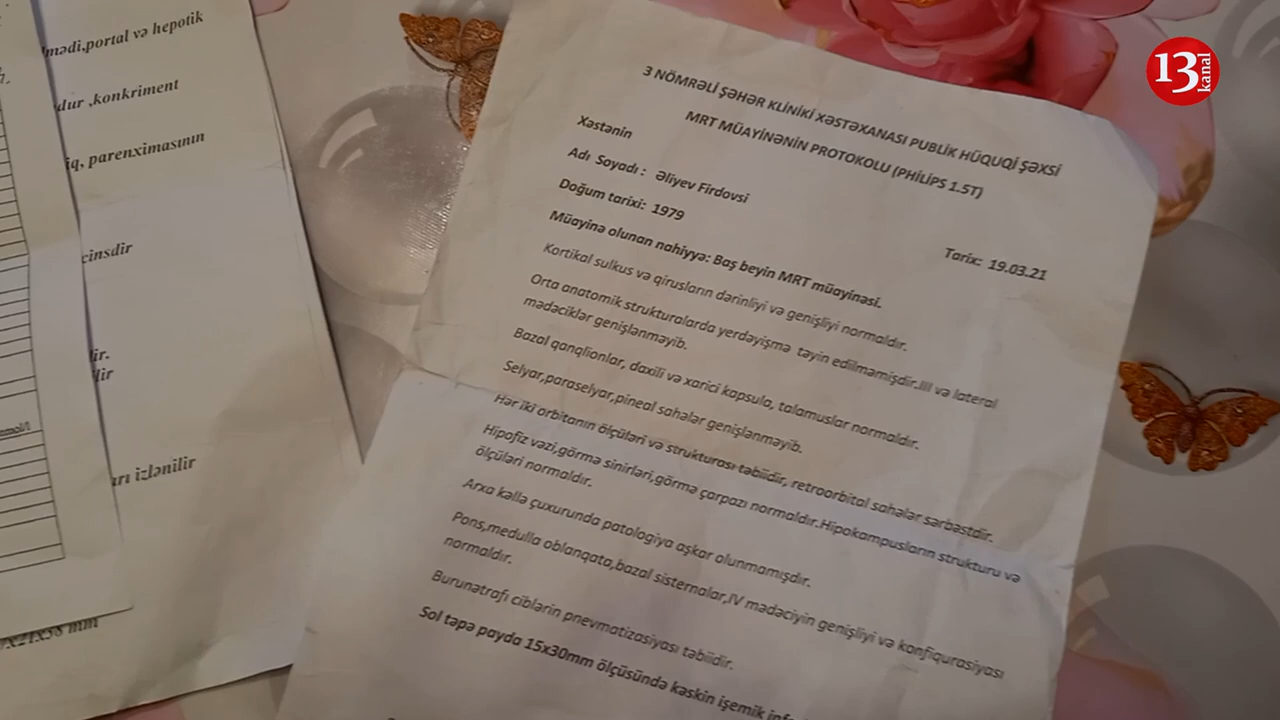 13 kanal
lmədi,portal və hepotik
dur ,konkriment
parenximasının
cinsdir
izlənilir
3 NÖMRƏLİ ŞƏHƏR KLİNİKİ XƏSTƏXANASI PUBLİK HÜQUQİ ŞƏXSİ
MRT MÜAYİNƏNİN PROTOKOLU (PHİLİPS 1.5T)
Xəstənin
Adı Soyadı : Əliyev Firdovsi
Doğum tarixi: 1979
Tarix: 19.03.21
Müayinə olunan nahiyyə: Baş beyin MRT müayinəsi.
Kortikal sulkus və qirusların dərinliyi və genişliyi normaldır.
Orta anatomik strukturalarda yerdəyişmə təyin edilməmişdir.III və lateral
mədəciklər genişlənməyib.
Bazal qanqlionlar, daxili və xarici kapsula, talamuslar normaldır.
Selyar,paraselyar,pineal sahələr genişlənməyib.
Hər iki orbitanın ölçüləri və strukturası təbiidir, retroorbital sahələr sərbəstdir.
Hipofiz vəzi,görmə sinirləri,görmə çarpazı normaldır.Hipokampusların strukturu və
ölçüləri normaldır.
Arxa kəllə çuxurunda patologiya aşkar olunmamışdır.
Pons,medulla oblanqata,bazal sisternalar,IV mədəciyin genişliyi və konfiqurasiyası
normaldır.
Burunətrafı ciblərin pnevmatizasiyası təbiidir.
Sol təpə payda 15x30mm ölçüsündə kəskin işemik